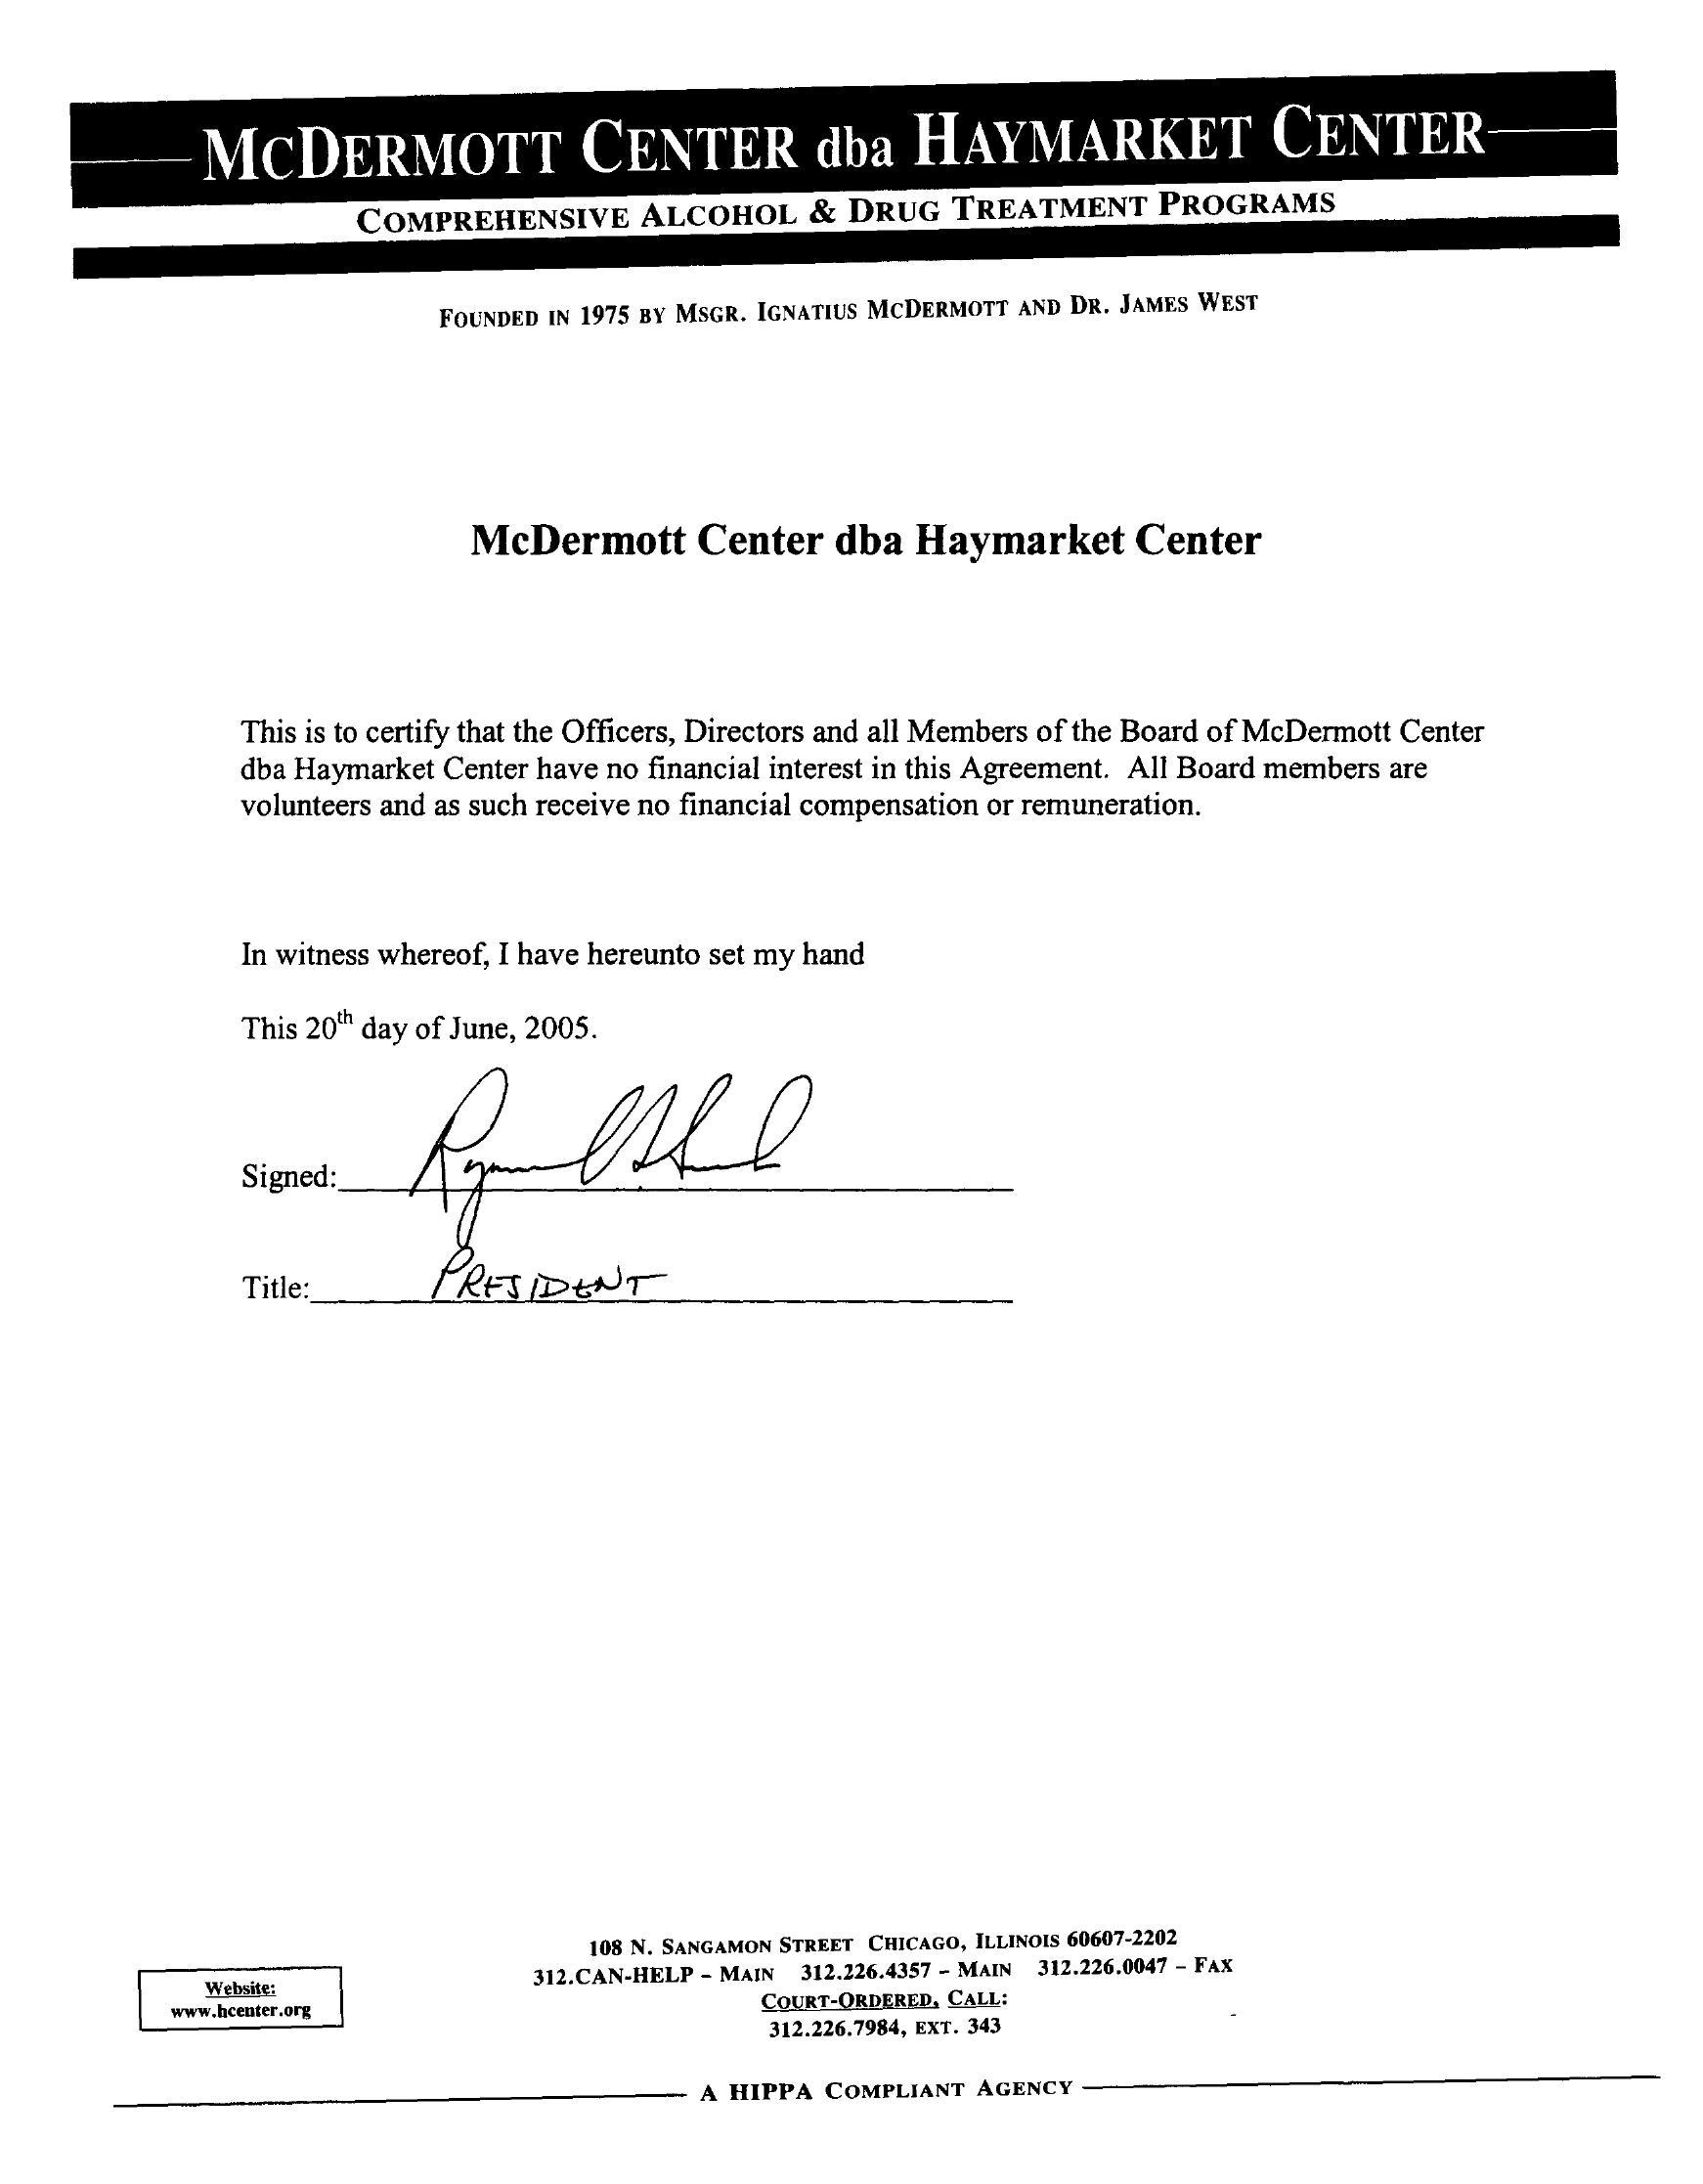 MCDERMOTT CENTER dba HAYMARKET CENTER
COMPREHENSIVE ALCOHOL & DRUG TREATMENT PROGRAMS
FOUNDED IN 1975 BY MSGR. IGNATIUS MCDERMOTT AND DR. JAMES WEST
McDermott Center dba Haymarket Center
This is to certify that the Officers, Directors and all Members of the Board of McDermott Center
dba Haymarket Center have no financial interest in this Agreement. All Board members are
volunteers and as such receive no financial compensation or remuneration.
In witness whereof, I have hereunto set my hand
This 20th day of June, 2005.
Signed:
Title: PRESIDENT
108 N. SANGAMON STREET CHICAGO, ILLINOIS 60607-2202
312.CAN-HELP - MAIN 312.226.4357 - MAIN 312.226.0047 - FAX
COURT-ORDERED, CALL:
312.226.7984, EXT. 343
Website:
www.hcenter.org
A HIPPA COMPLIANT AGENCY